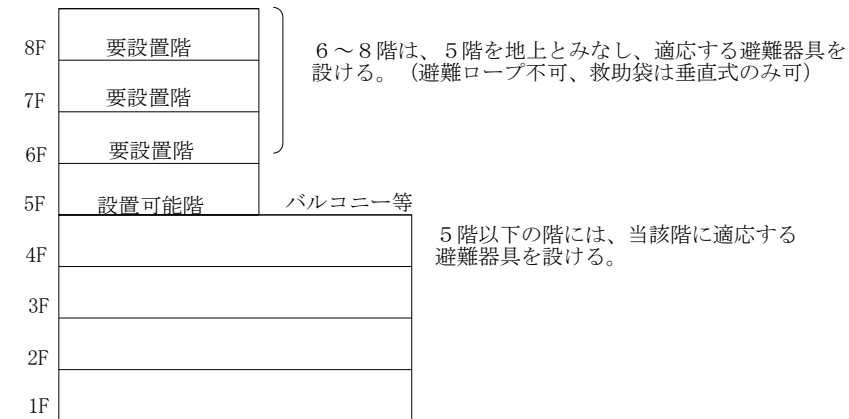 8F
要設置階
6～8階は、5階を地上とみなし、適応する避難器具を
設ける。（避難ロープ不可、救助袋は垂直式のみ可）
7F
要設置階
6F
要設置階
5F
設置可能階
バルコニー等
5階以下の階には、当該階に適応する
避難器具を設ける。
4F
3F
2F
1F